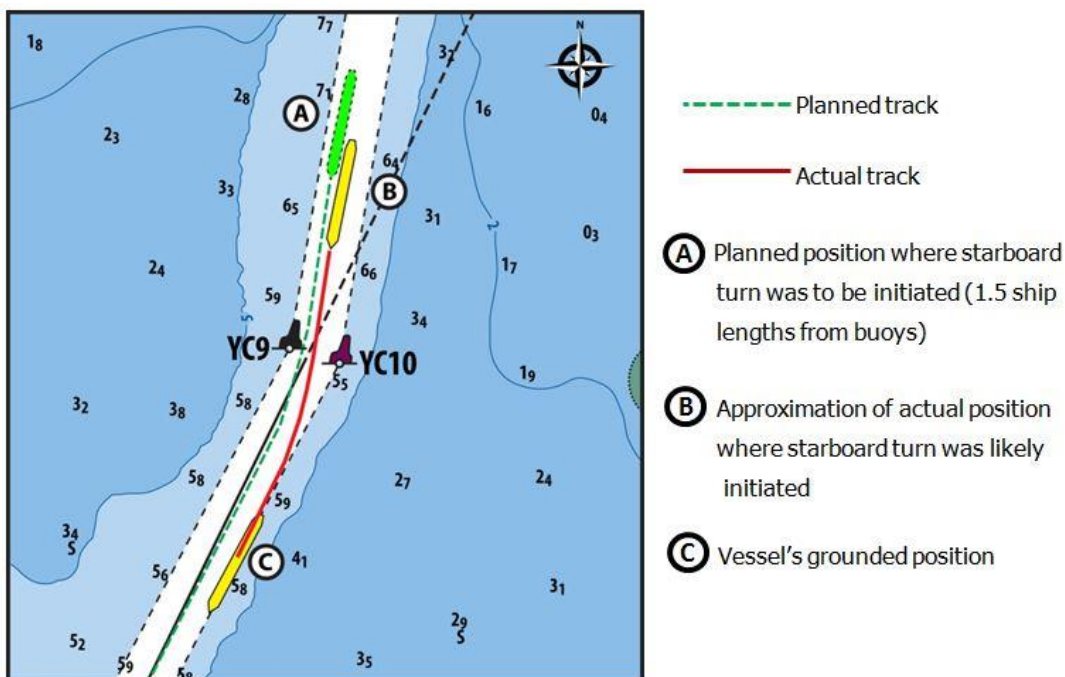 7₇
1₈
3₂
N
2₈
7₁
1₆
0₄
A
2₃
6₄
3₃
B
6₅
3₁
0₃
2
2₄
6₆
1₇
5₉
5
3₄
YC9
YC10
5₅
1₉
5₈
3₂
3₈
2₇
2₄
5₈
5₉
3₄
S
4₁
C
5₆
5₈
3₁
2₉
S
5₂
5₉
3₅
5₈
Planned track
Actual track
A Planned position where starboard
turn was to be initiated (1.5 ship
lengths from buoys)
B Approximation of actual position
where starboard turn was likely
initiated
C Vessel’s grounded position